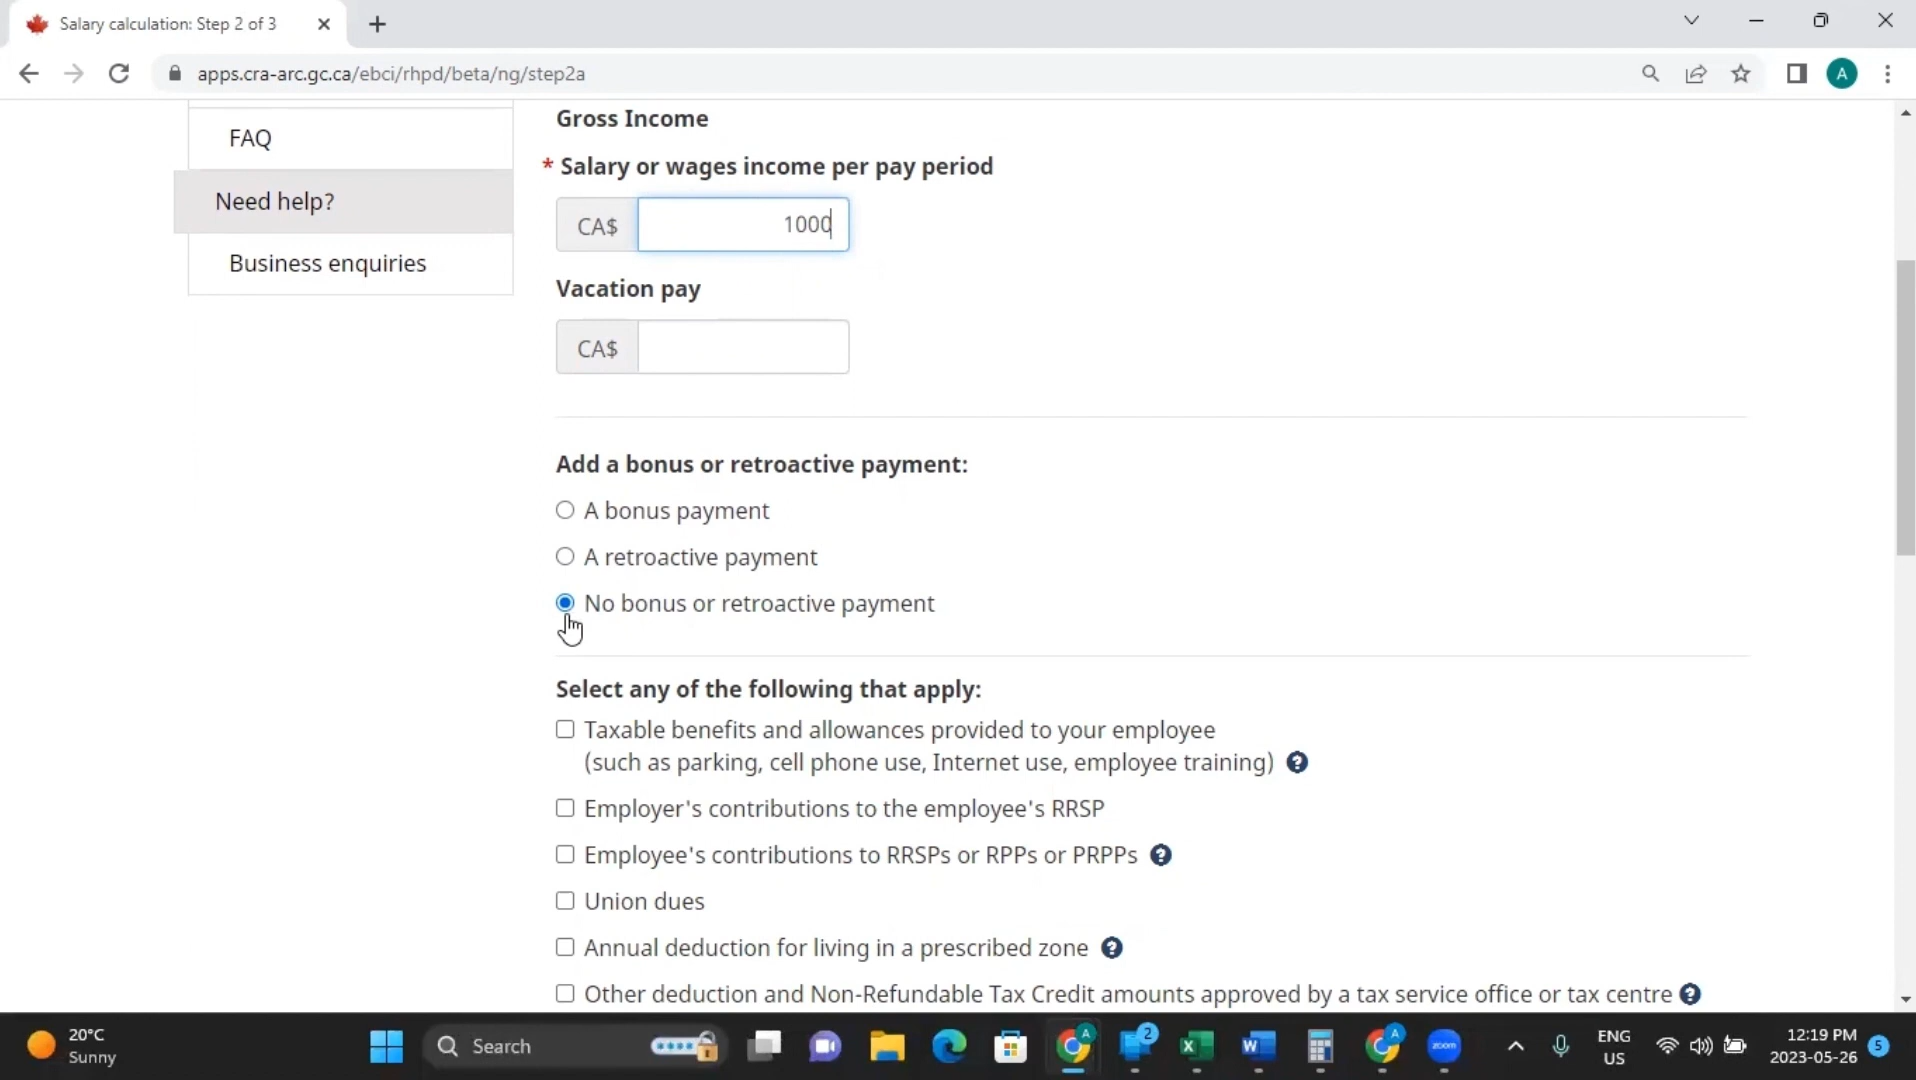 Salary calculation: Step 2 of 3
apps.cra-arc.gc.ca/ebci/rhpd/beta/ng/step2a
A
FAQ
Need help?
Business enquiries
Gross Income
* Salary or wages income per pay period
CA$ 1000
Vacation pay
CA$
Add a bonus or retroactive payment:
A bonus payment
A retroactive payment
No bonus or retroactive payment
Select any of the following that apply:
Taxable benefits and allowances provided to your employee
(such as parking, cell phone use, Internet use, employee training) ?
Employer's contributions to the employee's RRSP
Employee's contributions to RRSPs or RPPs or PRPPs ?
Union dues
Annual deduction for living in a prescribed zone ?
Other deduction and Non-Refundable Tax Credit amounts approved by a tax service office or tax centre ?
20°C
Sunny
Search
A
2
X
W
A
zoom
ENG
US
12:19 PM
2023-05-26
5